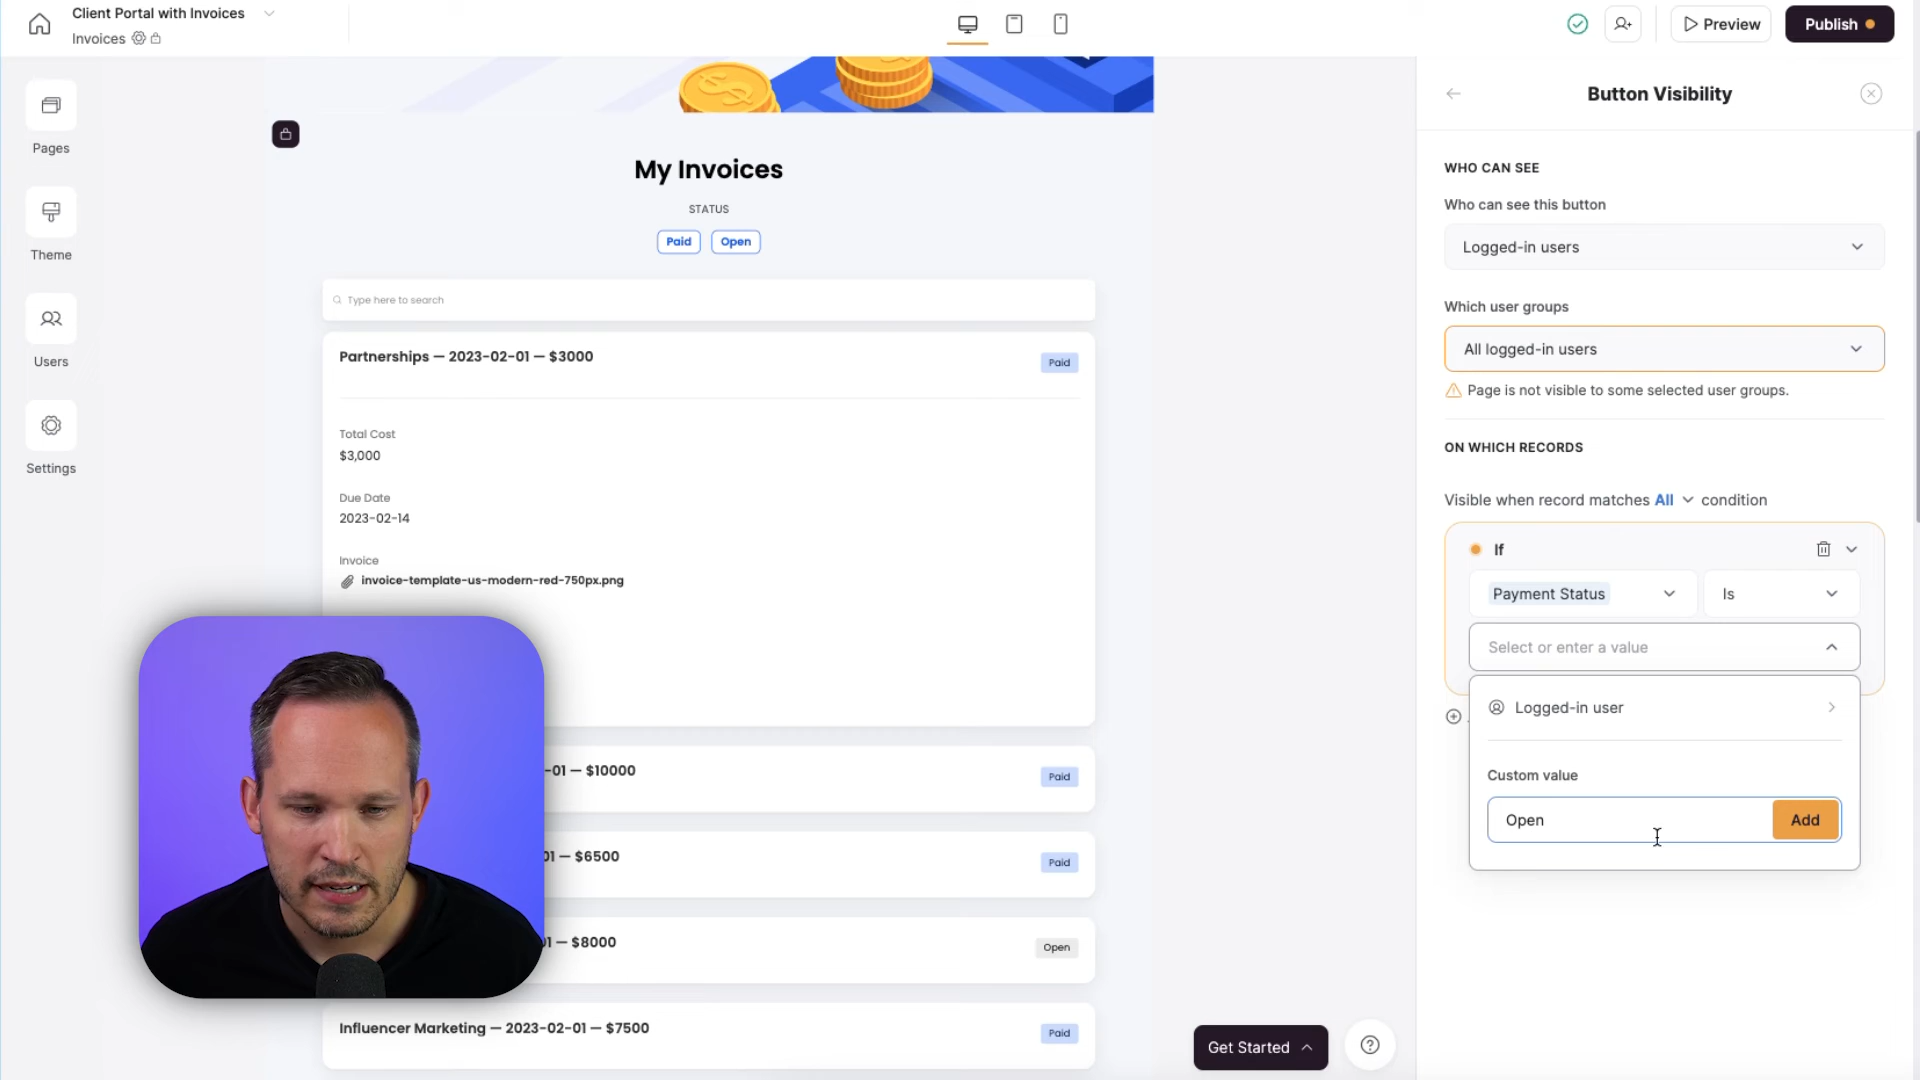 Client Portal with Invoices
Invoices
Preview
Publish
Pages
Theme
Users
Settings
My Invoices
STATUS
Paid Open
Type here to search
Partnerships — 2023-02-01 — $3000
Paid
Total Cost
$3,000
Due Date
2023-02-14
Invoice
invoice-template-us-modern-red-750px.png
-01 — $10000
Paid
01 — $6500
Paid
01 — $8000
Open
Influencer Marketing — 2023-02-01 — $7500
Paid
Get Started
Button Visibility
WHO CAN SEE
Who can see this button
Logged-in users
Which user groups
All logged-in users
Page is not visible to some selected user groups.
ON WHICH RECORDS
Visible when record matches All condition
If
Payment Status Is
Select or enter a value
Logged-in user
Custom value
Open Add